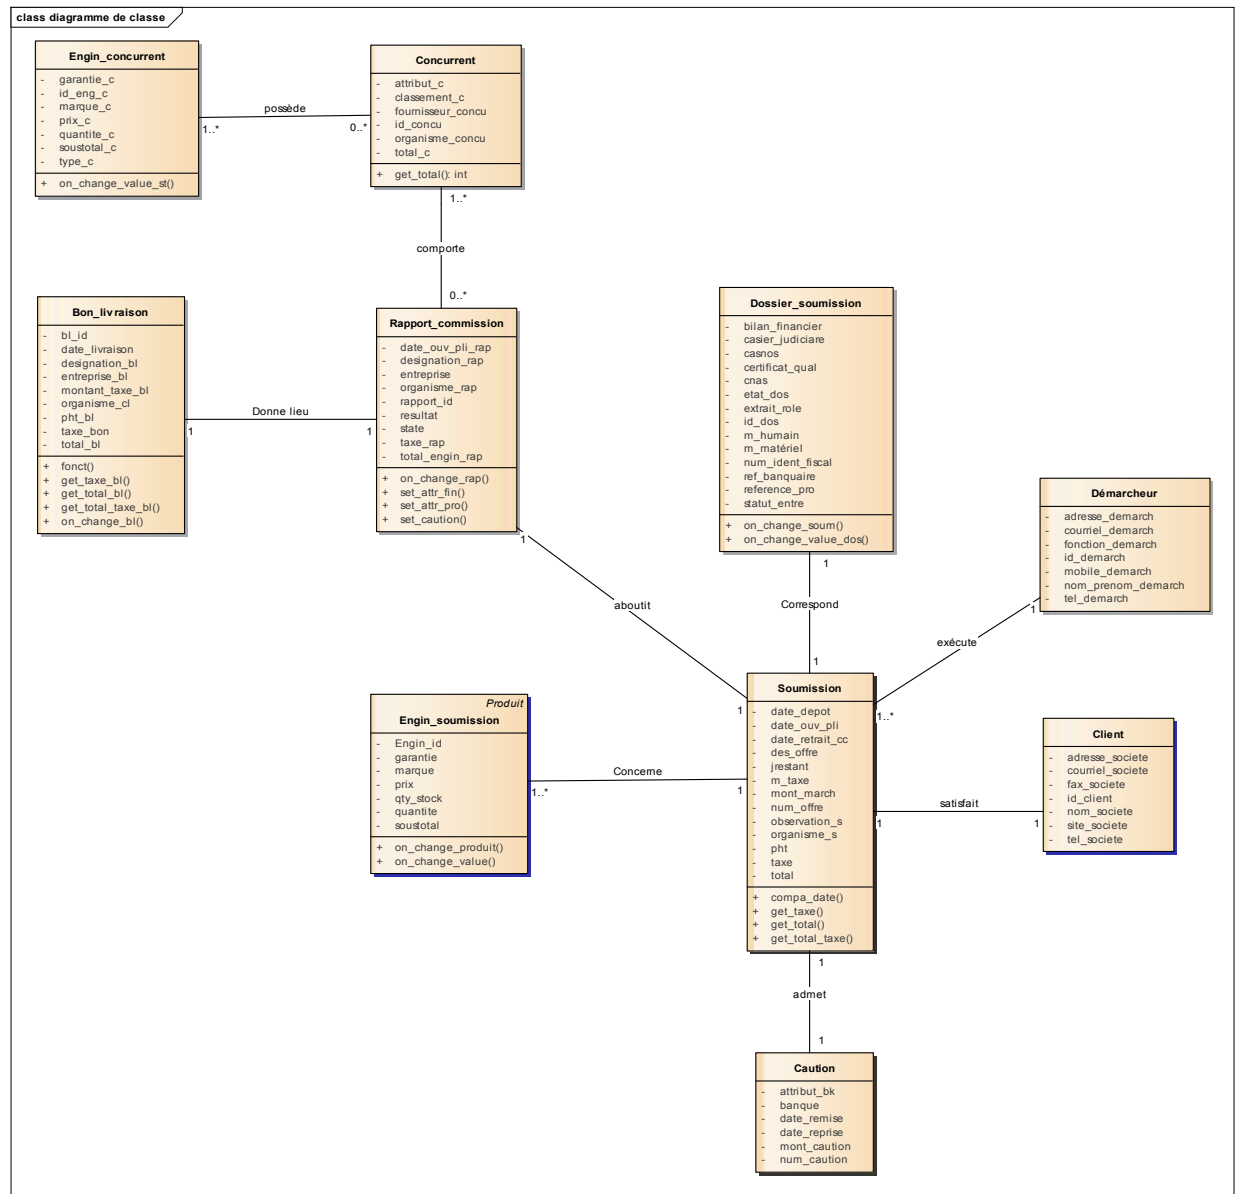 class diagramme de classe
Engin_concurrent
- garantie_c
- id_eng_c
- marque_c
- prix_c
- quantite_c
- soustotal_c
- type_c
+ on_change_value_st()
possède
1..*
0..*
Concurrent
- attribut_c
- classement_c
- fournisseur_concu
- id_concu
- organisme_concu
- total_c
+ get_total(): int
1..*
comporte
0..*
Bon_livraison
- bl_id
- date_livraison
- designation_bl
- entreprise_bl
- montant_taxe_bl
- organisme_cl
- pht_bl
- taxe_bon
- total_bl
+ fonct()
+ get_taxe_bl()
+ get_total_bl()
+ get_total_taxe_bl()
+ on_change_bl()
Donne lieu
1
1
Rapport_commission
- date_ouv_pli_rap
- designation_rap
- entreprise
- organisme_rap
- rapport_id
- resultat
- state
- taxe_rap
- total_engin_rap
+ on_change_rap()
+ set_attr_fin()
+ set_attr_pro()
+ set_caution()
1
aboutit
1
Dossier_soumission
- bilan_financier
- casier_judiciare
- casnos
- certificat_qual
- cnas
- etat_dos
- extrait_role
- id_dos
- m_humain
- m_matériel
- num_ident_fiscal
- ref_banquaire
- reference_pro
- statut_entre
+ on_change_soum()
+ on_change_value_dos()
1
Correspond
1
Démarcheur
- adresse_demarch
- courriel_demarch
- fonction_demarch
- id_demarch
- mobile_demarch
- nom_prenom_demarch
- tel_demarch
1
exécute
1..*
Produit
Engin_soumission
- Engin_id
- garantie
- marque
- prix
- qty_stock
- quantite
- soustotal
+ on_change_produit()
+ on_change_value()
Concerne
1..*
1
Soumission
- date_depot
- date_ouv_pli
- date_retrait_cc
- des_offre
- jrestant
- m_taxe
- mont_march
- num_offre
- observation_s
- organisme_s
- pht
- taxe
- total
+ compa_date()
+ get_taxe()
+ get_total()
+ get_total_taxe()
satisfait
1
1
Client
- adresse_societe
- courriel_societe
- fax_societe
- id_client
- nom_societe
- site_societe
- tel_societe
1
admet
1
Caution
- attribut_bk
- banque
- date_remise
- date_reprise
- mont_caution
- num_caution